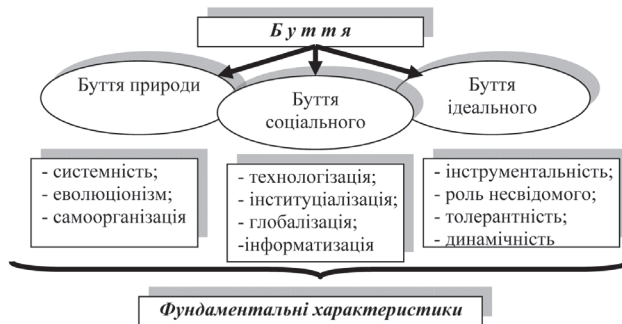 Буття
Буття природи
Буття
соціального
Буття
ідеального
- системність;
- еволюціонізм;
- самоорганізація
- технологізація;
- інституціалізація;
- глобалізація;
-інформатизація
- інструментальність;
- роль несвідомого;
- толерантність;
- динамічність
Фундаментальні характеристики